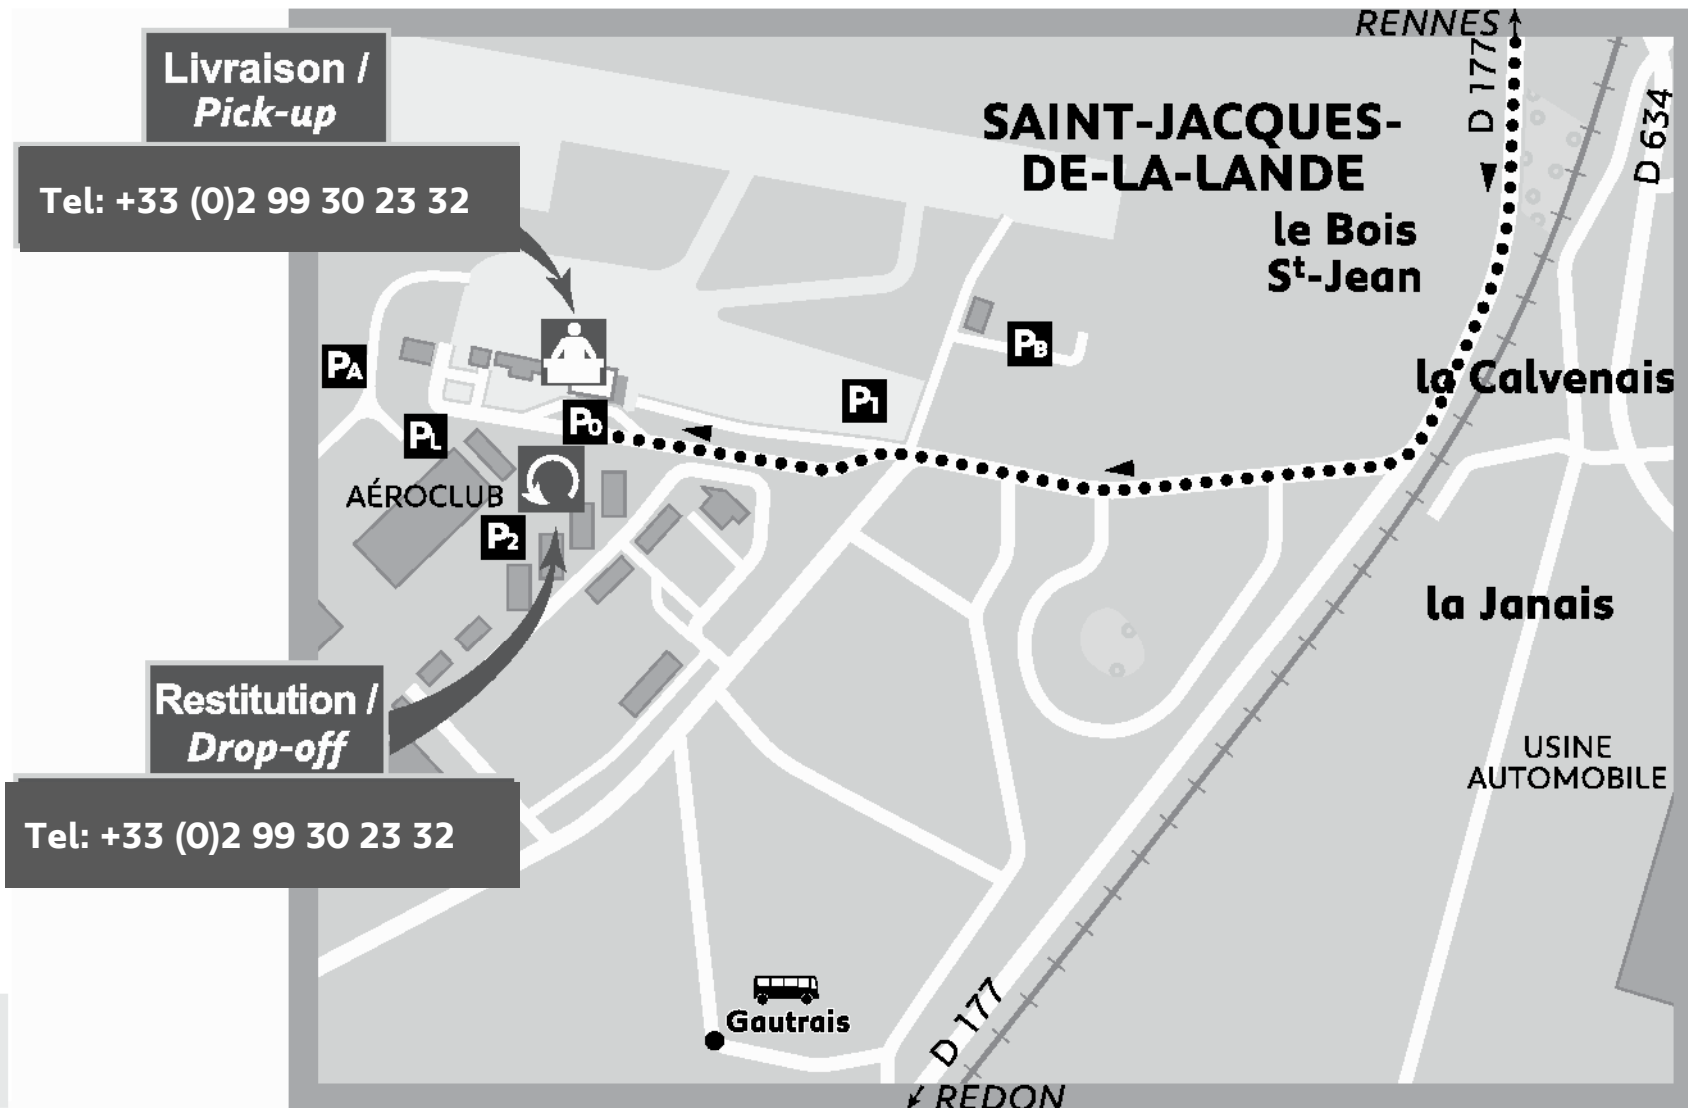 RENNES
D 177
D 634
Livraison /
Pick-up
Tel: +33 (0)2 99 30 23 32
SAINT-JACQUES-
DE-LA-LANDE
le Bois
St-Jean
PB
PA
la Calvenais
P1
P0
PL
AÉROCLUB
P2
la Janais
Restitution /
Drop-off
Tel: +33 (0)2 99 30 23 32
USINE
AUTOMOBILE
Gautrais
D 177
REDON